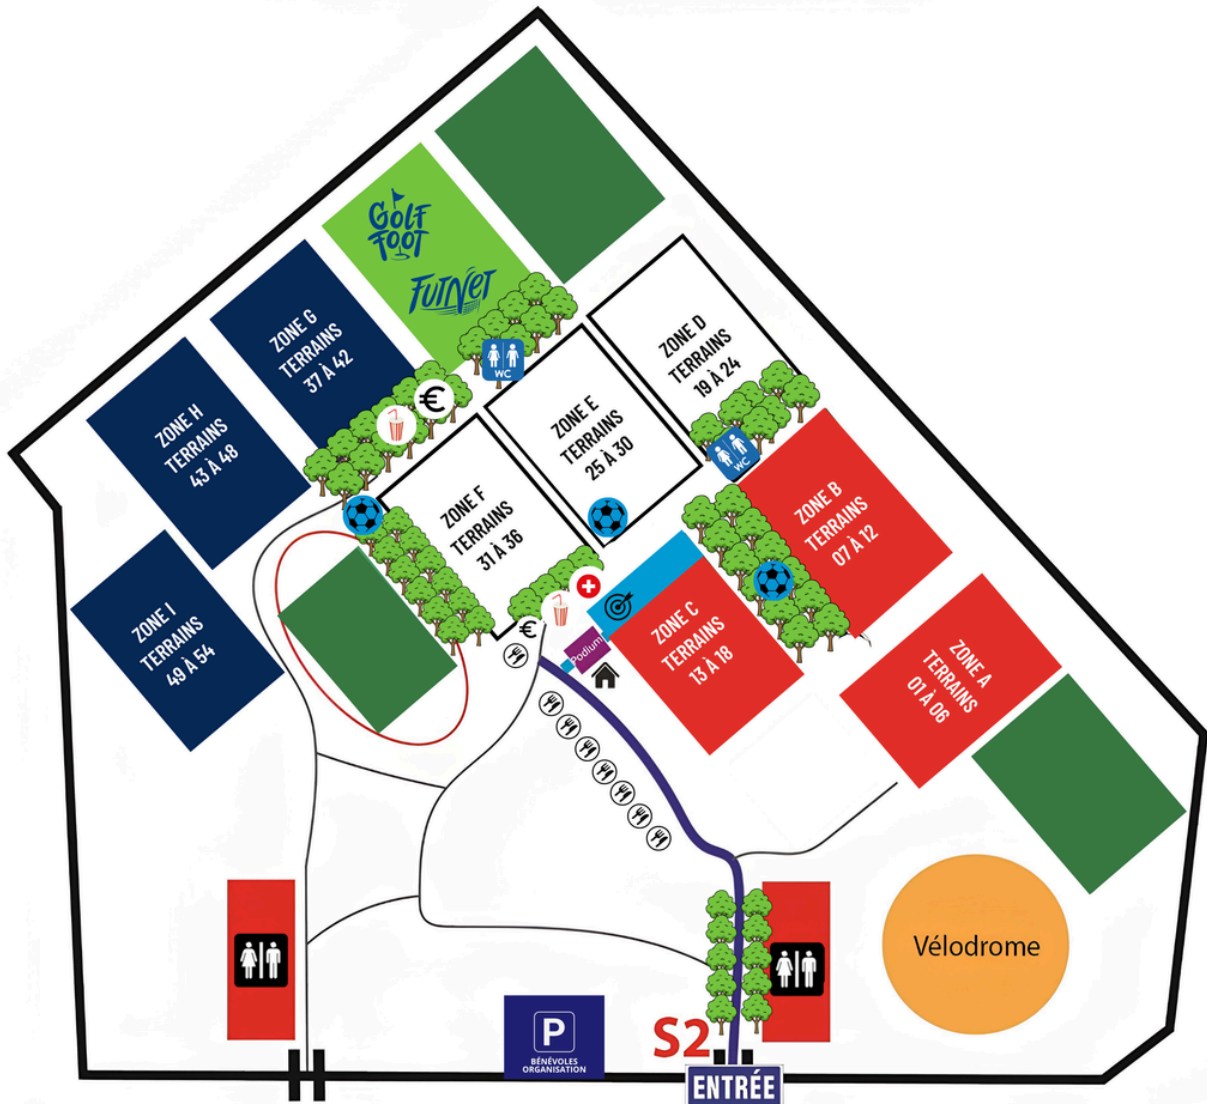 GOLF
FOOT
FUTNET
ZONE G
TERRAINS
37 À 42
ZONE D
TERRAINS
19 À 24
ZONE H
TERRAINS
43 À 48
€
WC
ZONE E
TERRAINS
25 À 30
WC
ZONE F
TERRAINS
31 À 36
ZONE B
TERRAINS
07 À 12
ZONE I
TERRAINS
49 À 54
€
Podium
ZONE C
TERRAINS
13 À 18
ZONE A
TERRAINS
01 À 06
Vélodrome
P
BÉNÉVOLES
ORGANISATION
S2
ENTRÉE